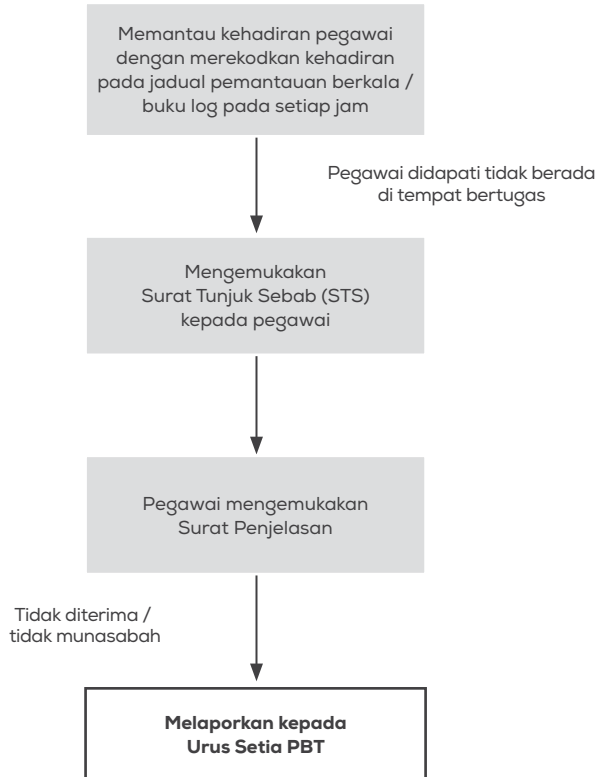 Memantau kehadiran pegawai
dengan merekodkan kehadiran
pada jadual pemantauan berkala /
buku log pada setiap jam
Pegawai didapati tidak berada
di tempat bertugas
Mengemukakan
Surat Tunjuk Sebab (STS)
kepada pegawai
Pegawai mengemukakan
Surat Penjelasan
Tidak diterima /
tidak munasabah
Melaporkan kepada
Urus Setia PBT